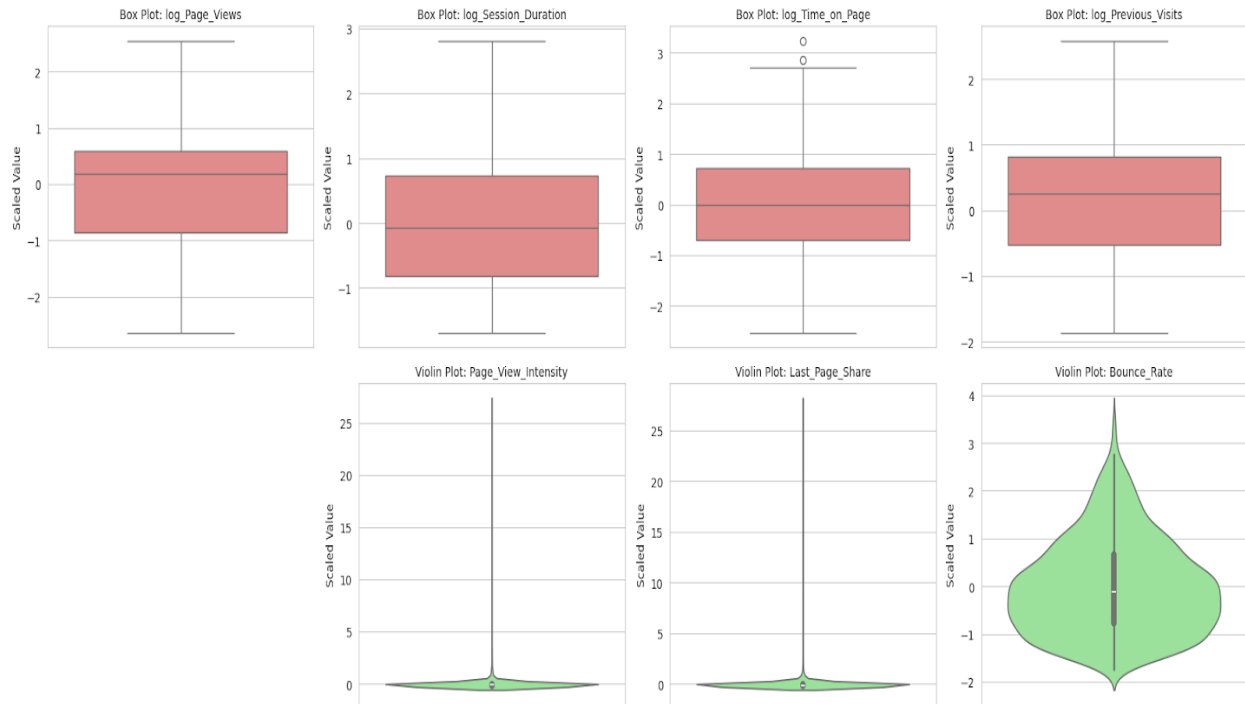 Box Plot: log_Page_Views
Scaled Value
2
1
0
−1
−2
Box Plot: log_Session_Duration
Scaled Value
3
2
1
0
−1
Box Plot: log_Time_on_Page
Scaled Value
3
2
1
0
−1
−2
Box Plot: log_Previous_Visits
Scaled Value
2
1
0
−1
−2
Violin Plot: Page_View_Intensity
Scaled Value
25
20
15
10
5
0
Violin Plot: Last_Page_Share
Scaled Value
25
20
15
10
5
0
Violin Plot: Bounce_Rate
Scaled Value
4
3
2
1
0
−1
−2